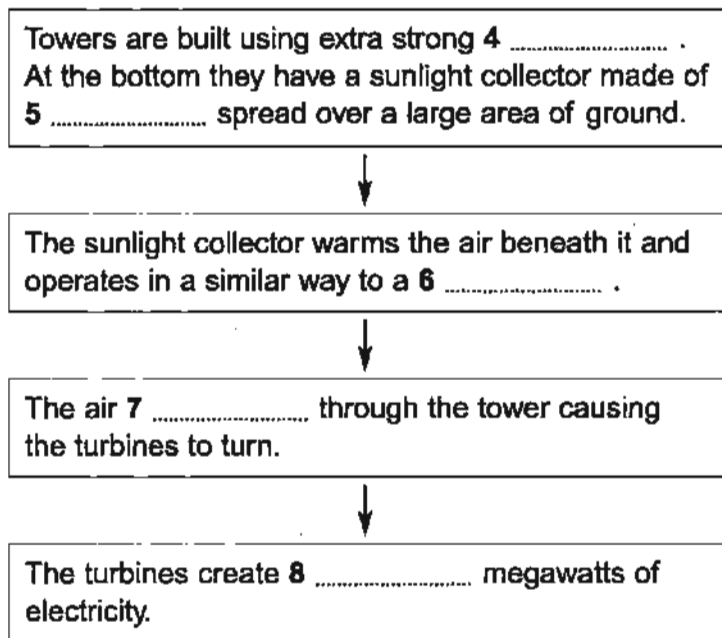 Towers are built using extra strong 4 ........................ .
At the bottom they have a sunlight collector made of
5 ........................ spread over a large area of ground.
The sunlight collector warms the air beneath it and
operates in a similar way to a 6 ........................ .
The air 7 ........................ through the tower causing
the turbines to turn.
The turbines create 8 ........................ megawatts of
electricity.